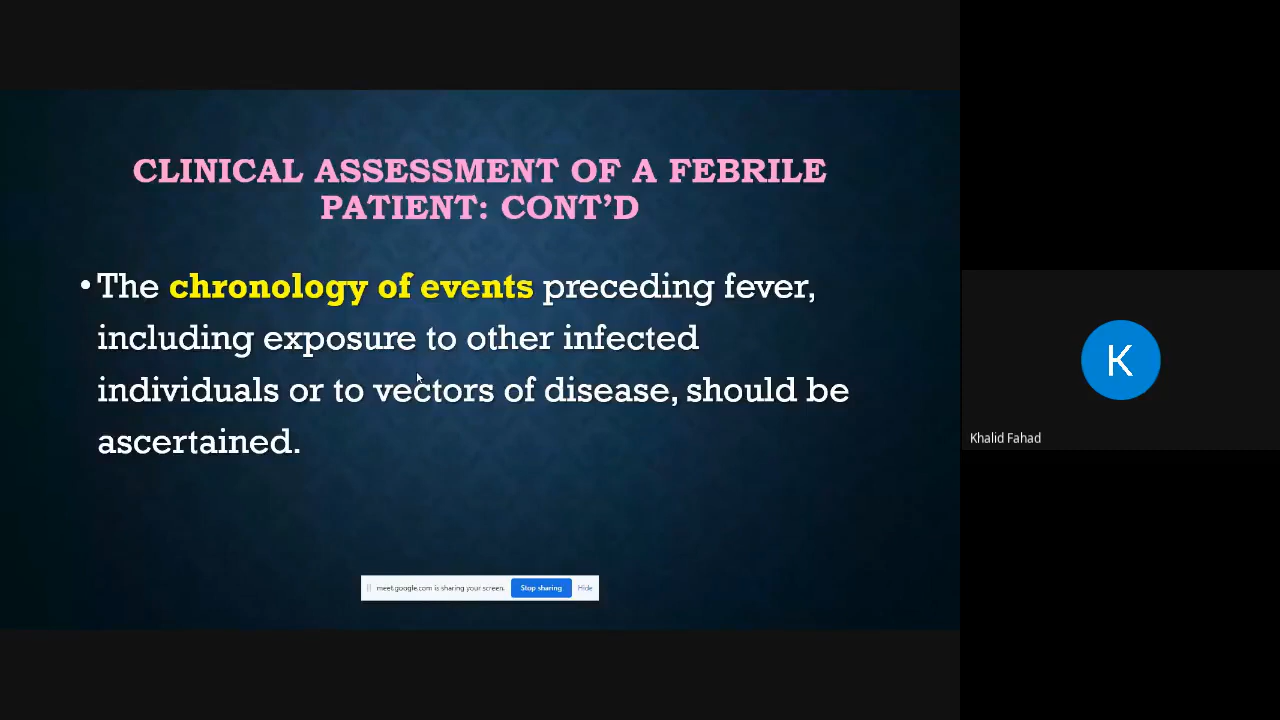 CLINICAL ASSESSMENT OF A FEBRILE
PATIENT: CONT’D
• The chronology of events preceding fever,
including exposure to other infected
individuals or to vectors of disease, should be
ascertained.
meet.google.com is sharing your screen. Stop sharing Hide
K
Khalid Fahad